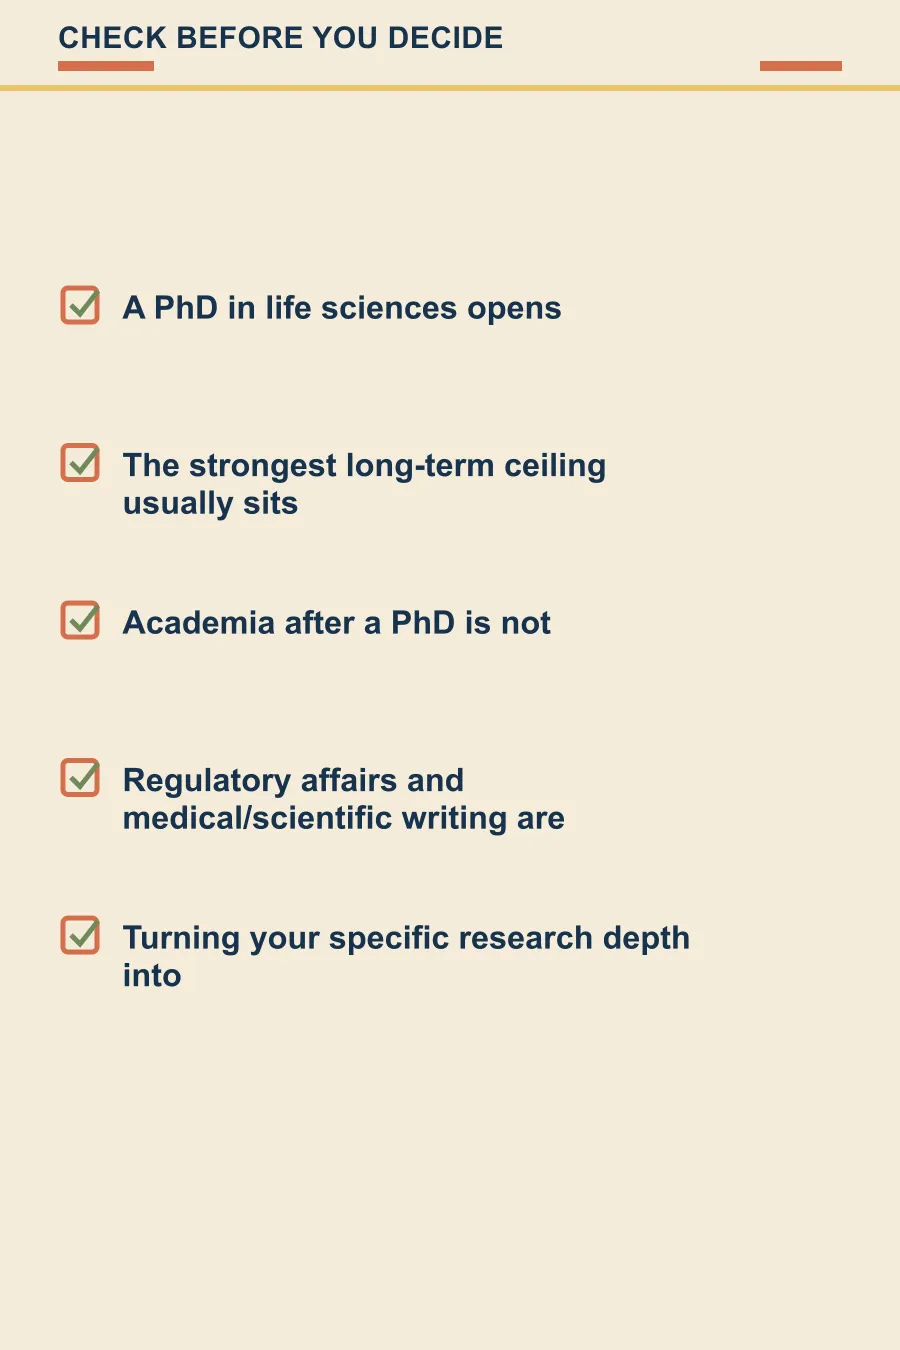 CHECK BEFORE YOU DECIDE
A PhD in life sciences opens
The strongest long-term ceiling
usually sits
Academia after a PhD is not
Regulatory affairs and
medical/scientific writing are
Turning your specific research depth
into